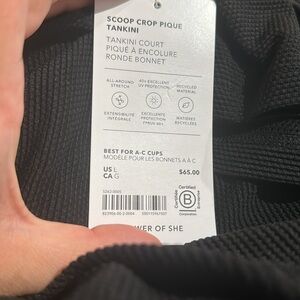 SCOOP CROP PIQUE
TANKINI
TANKINI COURT
PIQUÉ À ENCOLURE
RONDE BONNET
ALL-AROUND
STRETCH
40+ EXCELLENT
UV PROTECTION
RECYCLED
MATERIAL
EXTENSIBILITÉ
INTÉGRALE
EXCELLENTE
PROTECTION
MATIÈRES
RECYCLÉES
BEST FOR A-C CUPS
MODÈLE POUR LES BONNETS A À C
US L
CA G
$65.00
Certified
B
Corporation
WER OF SHE